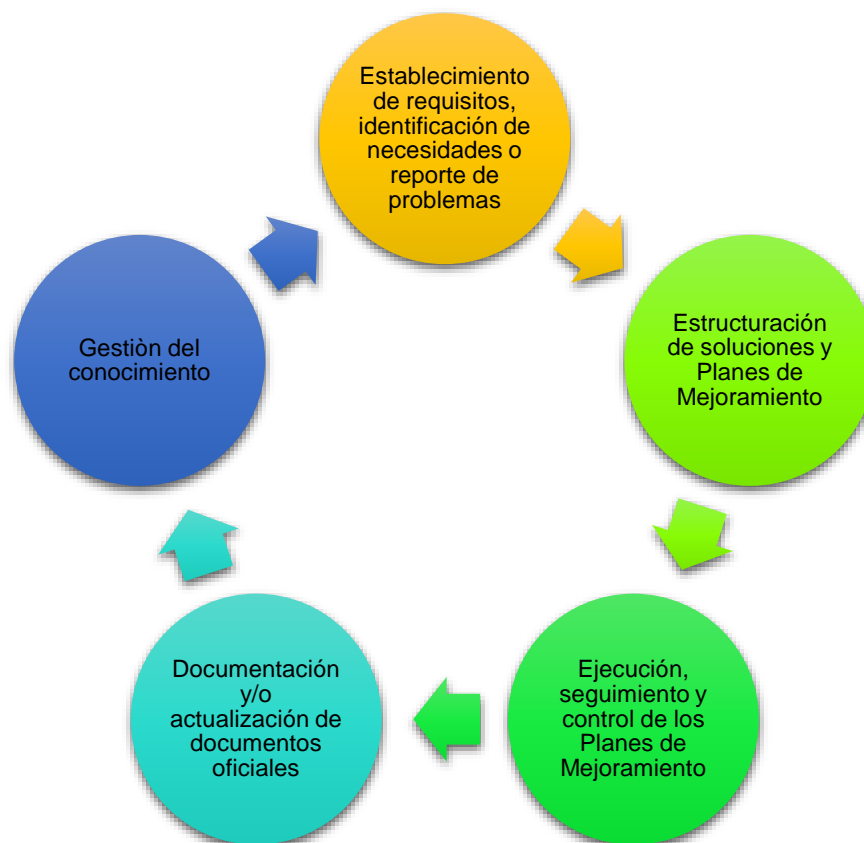 Establecimiento
de requisitos,
identificación de
necesidades o
reporte de
problemas
Estructuración
de soluciones y
Planes de
Mejoramiento
Ejecución,
seguimiento y
control de los
Planes de
Mejoramiento
Documentación
y/o
actualización de
documentos
oficiales
Gestiòn del
conocimiento